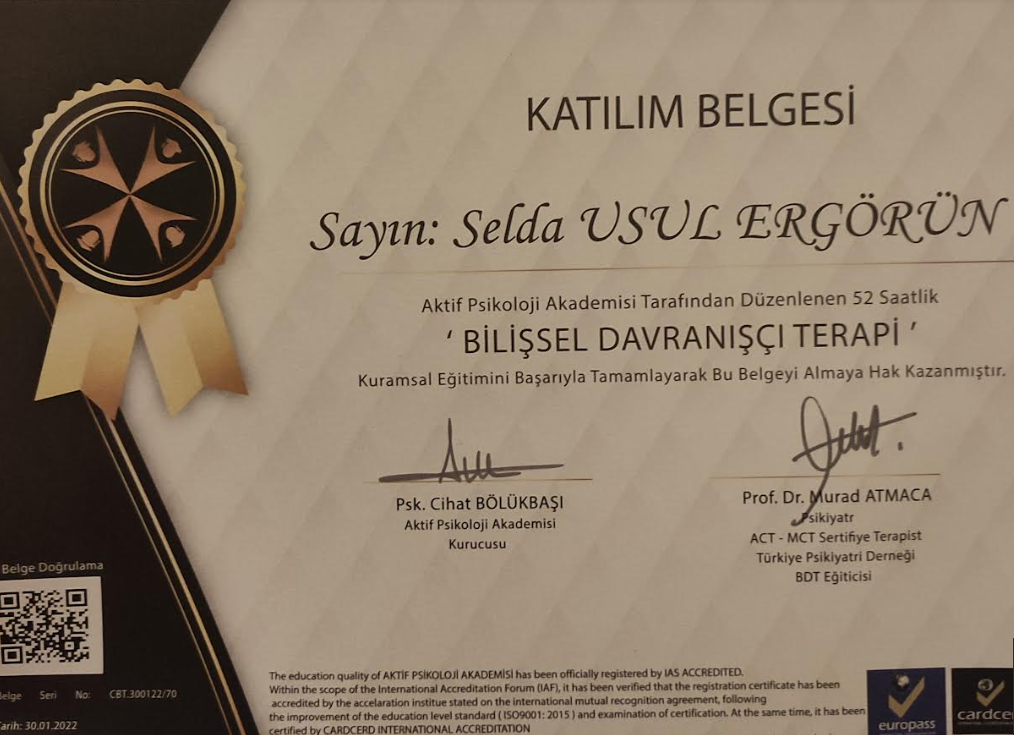 KATILIM BELGESİ
Sayın: Selda USUL ERGÖRÜN
Aktif Psikoloji Akademisi Tarafından Düzenlenen 52 Saatlik
‘ BİLİŞSEL DAVRANIŞÇI TERAPİ ’
Kuramsal Eğitimini Başarıyla Tamamlayarak Bu Belgeyi Almaya Hak Kazanmıştır.
Psk. Cihat BÖLÜKBAŞI
Aktif Psikoloji Akademisi
Kurucusu
Prof. Dr. Murad ATMACA
Psikiyatr
ACT - MCT Sertifiye Terapist
Türkiye Psikiyatri Derneği
BDT Eğiticisi
Belge Doğrulama
elge Seri No: CBT.300122/70
arih: 30.01.2022
The education quality of AKTİF PSİKOLOJİ AKADEMİSİ has been officially registered by IAS ACCREDITED.
Within the scope of the International Accreditation Forum (IAF), it has been verified that the registration certificate has been
accredited by the accelaration institue stated on the international mutual recognition agreement, following
the improvement of the education level standard ( ISO9001: 2015 ) and examination of certification. At the same time, it has been
certified by CARDCERD INTERNATIONAL ACCREDITATION
europass
cardce